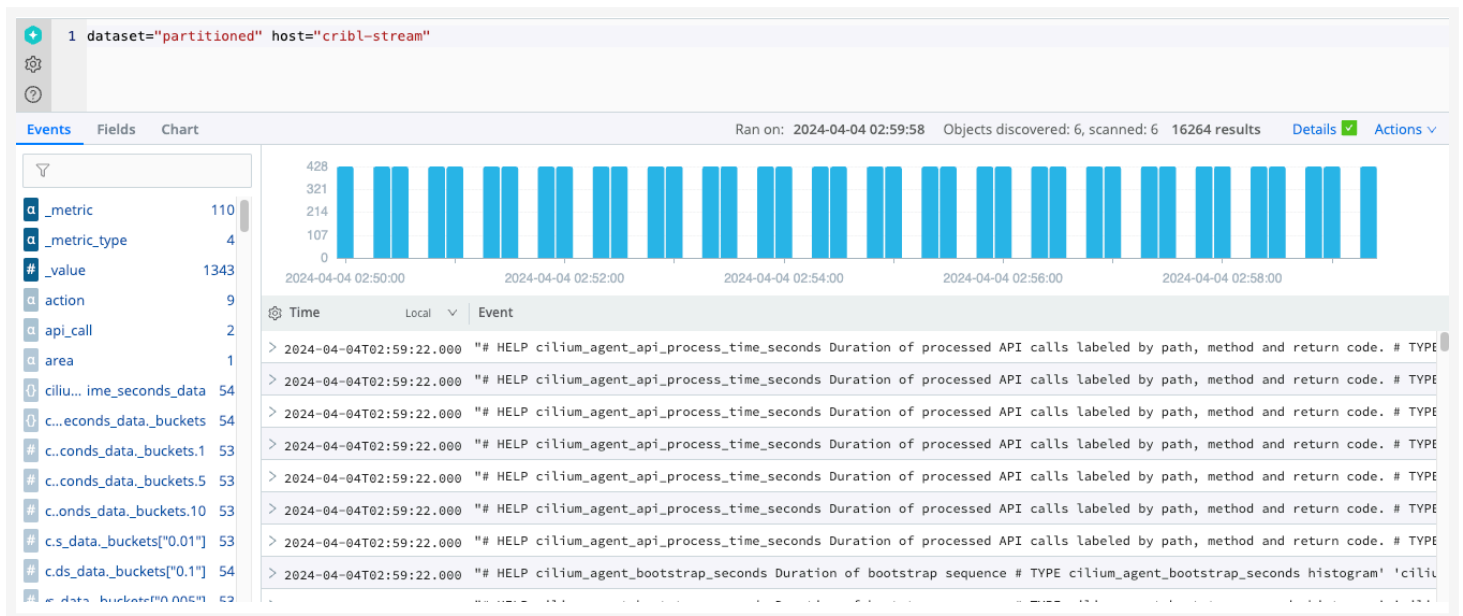 1 dataset="partitioned" host="cribl-stream"
Events Fields Chart Ran on: 2024-04-04 02:59:58 Objects discovered: 6, scanned: 6 16264 results Details Actions
428
321
214
107
0
2024-04-04 02:50:00 2024-04-04 02:52:00 2024-04-04 02:54:00 2024-04-04 02:56:00 2024-04-04 02:58:00
α _metric 110
α _metric_type 4
# _value 1343
α action 9
α api_call 2
α area 1
{} ciliu... ime_seconds_data 54
{} c...econds_data._buckets 54
# c..conds_data._buckets.1 53
# c..conds_data._buckets.5 53
# c..onds_data._buckets.10 53
# c.s_data._buckets["0.01"] 53
# c.ds_data._buckets["0.1"] 54
Time Local Event
2024-04-04T02:59:22.000 "# HELP cilium_agent_api_process_time_seconds Duration of processed API calls labeled by path, method and return code. # TYPE
2024-04-04T02:59:22.000 "# HELP cilium_agent_api_process_time_seconds Duration of processed API calls labeled by path, method and return code. # TYPE
2024-04-04T02:59:22.000 "# HELP cilium_agent_api_process_time_seconds Duration of processed API calls labeled by path, method and return code. # TYPE
2024-04-04T02:59:22.000 "# HELP cilium_agent_api_process_time_seconds Duration of processed API calls labeled by path, method and return code. # TYPE
2024-04-04T02:59:22.000 "# HELP cilium_agent_api_process_time_seconds Duration of processed API calls labeled by path, method and return code. # TYPE
2024-04-04T02:59:22.000 "# HELP cilium_agent_api_process_time_seconds Duration of processed API calls labeled by path, method and return code. # TYPE
2024-04-04T02:59:22.000 "# HELP cilium_agent_api_process_time_seconds Duration of processed API calls labeled by path, method and return code. # TYPE
2024-04-04T02:59:22.000 "# HELP cilium_agent_bootstrap_seconds Duration of bootstrap sequence # TYPE cilium_agent_bootstrap_seconds histogram' 'ciliu